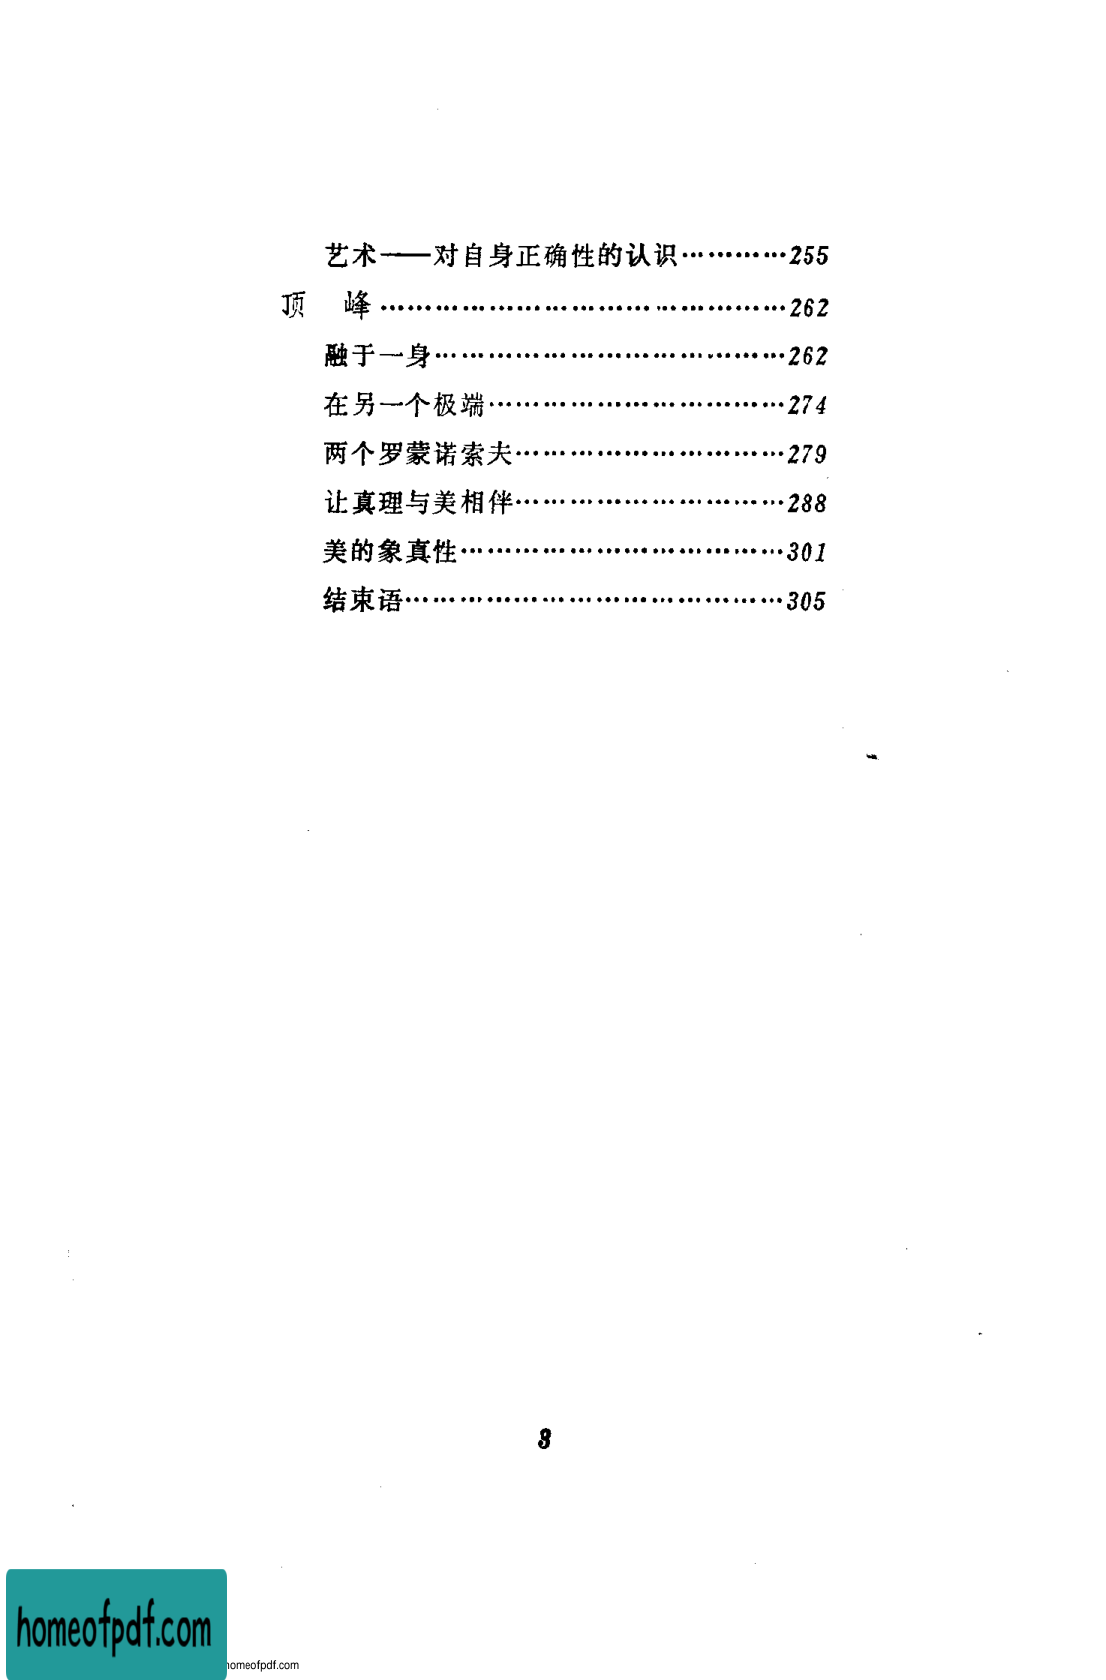 艺术——对自身正确性的认识…………255
顶　峰………………………………………262
融于一身……………………………………262
在另一个极端………………………………274
两个罗蒙诺索夫……………………………279
让真理与美相伴……………………………288
美的象真性…………………………………301
结束语………………………………………305
3
homeofpdf.com
homeofpdf.com